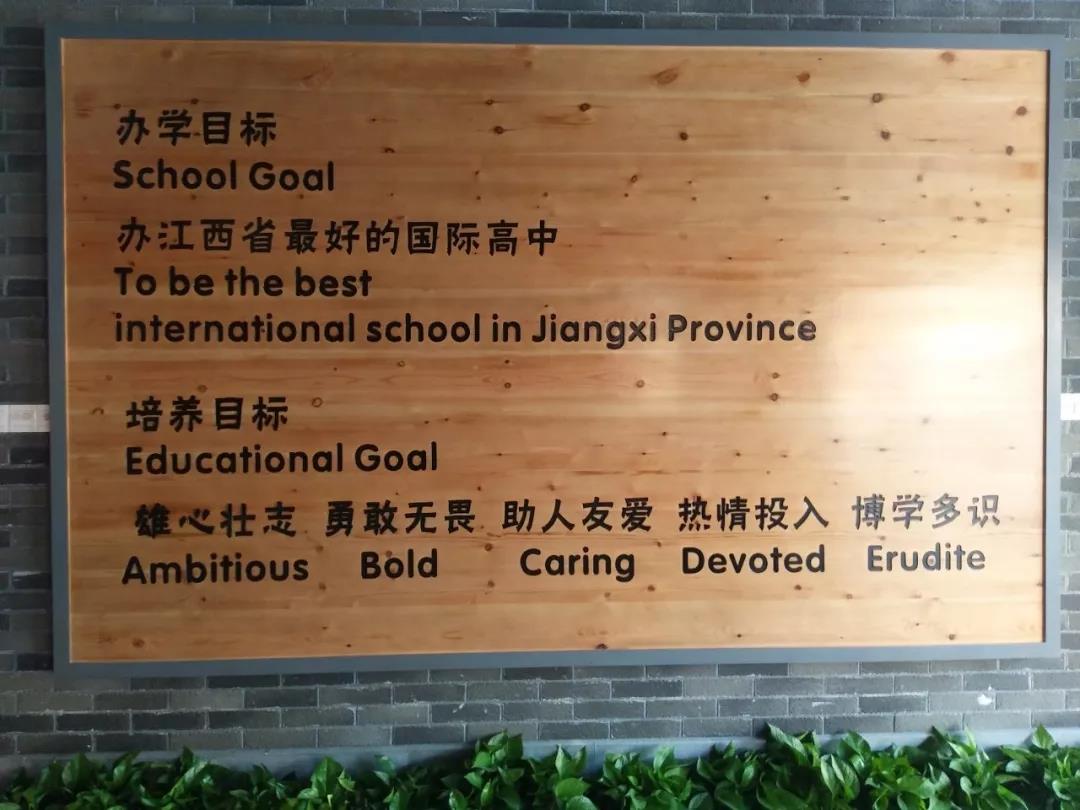 办学目标
School Goal
办江西省最好的国际高中
To be the best
international school in Jiangxi Province
培养目标
Educational Goal
雄心壮志 勇敢无畏 助人友爱 热情投入 博学多识
Ambitious Bold Caring Devoted Erudite